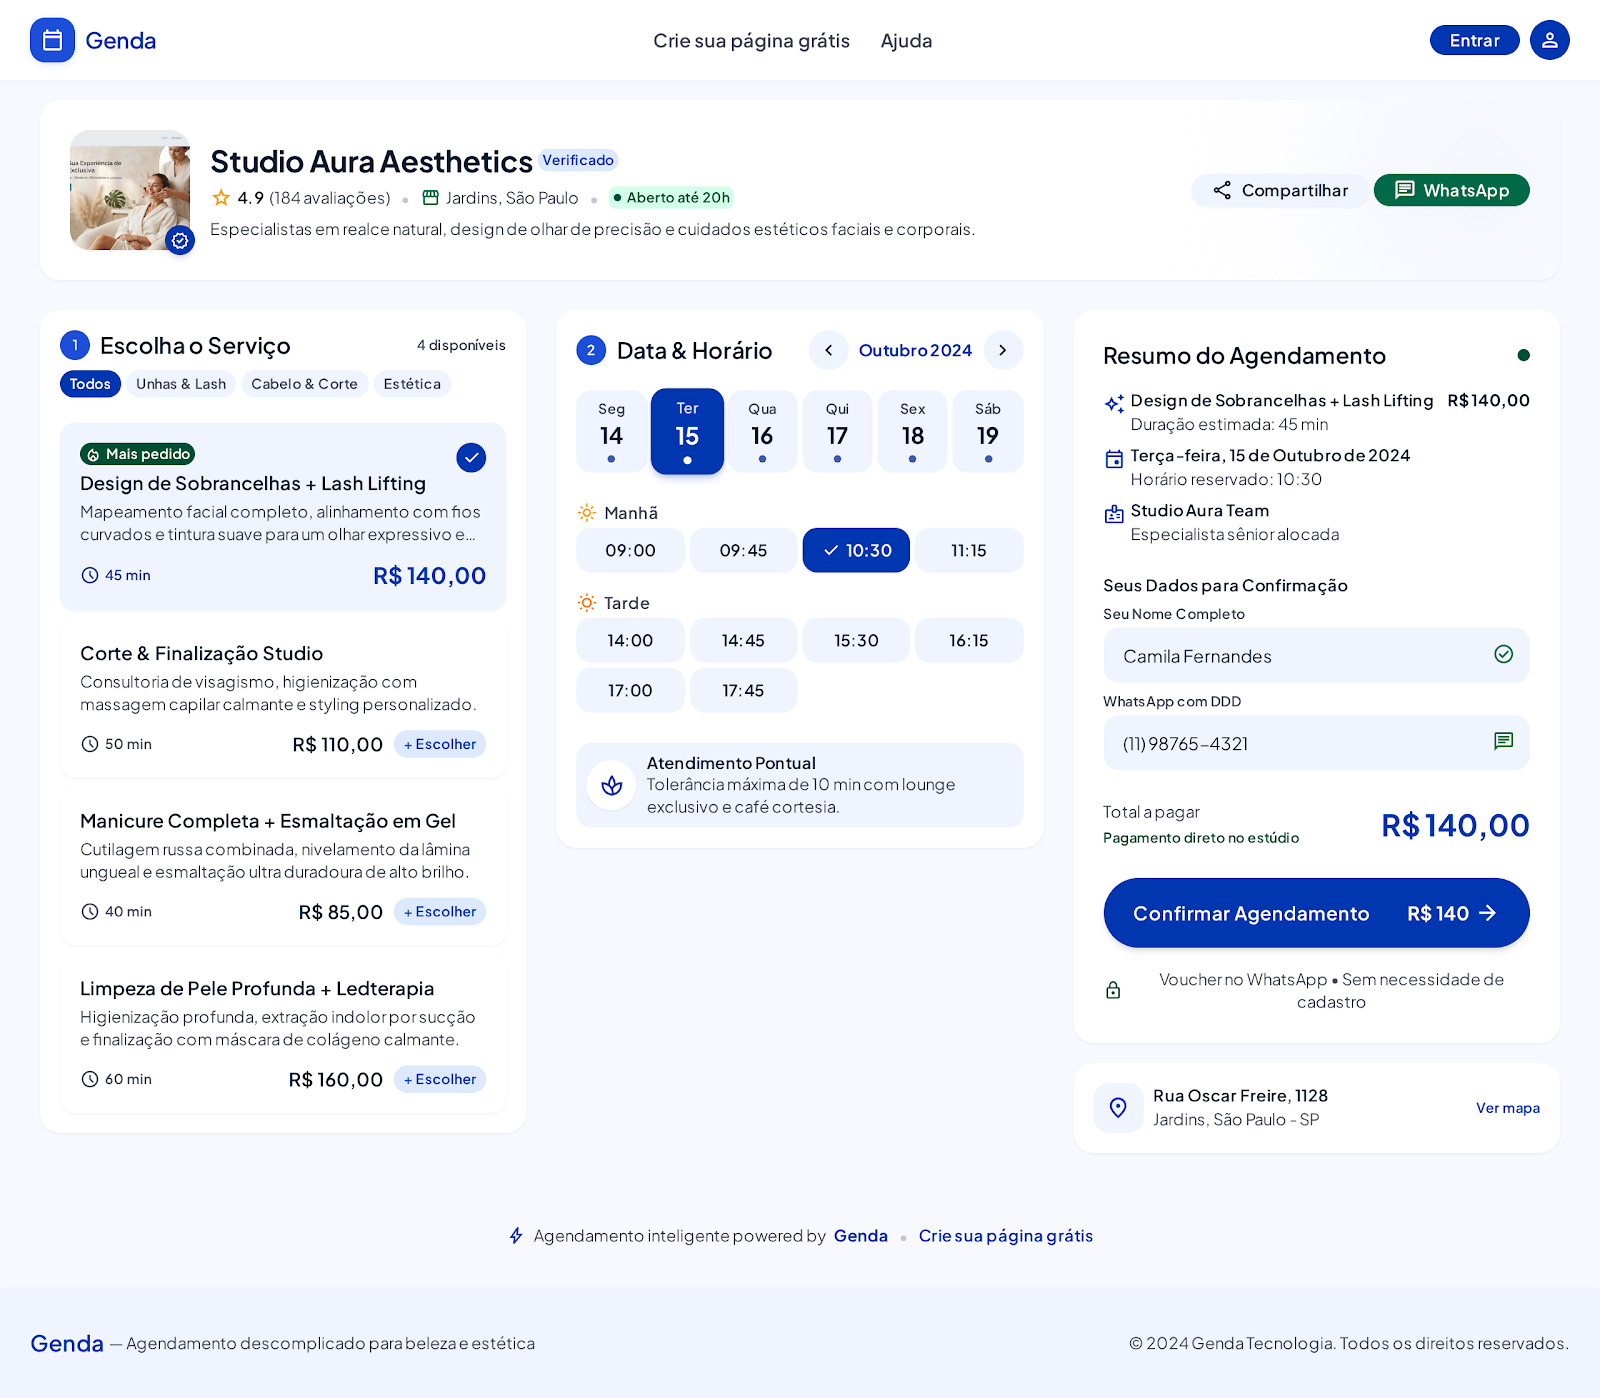 Genda
Crie sua página grátis
Ajuda
Entrar
Sua Experiência de
Studio Aura Aesthetics
Verificado
4.9 (184 avaliações)
Jardins, São Paulo
Aberto até 20h
Especialistas em realce natural, design de olhar de precisão e cuidados estéticos faciais e corporais.
Compartilhar
WhatsApp
1
Escolha o Serviço
4 disponíveis
Todos
Unhas & Lash
Cabelo & Corte
Estética
Mais pedido
Design de Sobrancelhas + Lash Lifting
Mapeamento facial completo, alinhamento com fios
curvados e tintura suave para um olhar expressivo e...
45 min
R$ 140,00
Corte & Finalização Studio
Consultoria de visagismo, higienização com
massagem capilar calmante e styling personalizado.
50 min
R$ 110,00
+ Escolher
Manicure Completa + Esmaltação em Gel
Cutilagem russa combinada, nivelamento da lâmina
ungueal e esmaltação ultra duradoura de alto brilho.
40 min
R$ 85,00
+ Escolher
Limpeza de Pele Profunda + Ledterapia
Higienização profunda, extração indolor por sucção
e finalização com máscara de colágeno calmante.
60 min
R$ 160,00
+ Escolher
2
Data & Horário
Outubro 2024
Seg
14
Ter
15
Qua
16
Qui
17
Sex
18
Sáb
19
Manhã
09:00
09:45
10:30
11:15
Tarde
14:00
14:45
15:30
16:15
17:00
17:45
Atendimento Pontual
Tolerância máxima de 10 min com lounge
exclusivo e café cortesia.
Resumo do Agendamento
Design de Sobrancelhas + Lash Lifting
R$ 140,00
Duração estimada: 45 min
Terça-feira, 15 de Outubro de 2024
Horário reservado: 10:30
Studio Aura Team
Especialista sênior alocada
Seus Dados para Confirmação
Seu Nome Completo
Camila Fernandes
WhatsApp com DDD
(11) 98765-4321
Total a pagar
Pagamento direto no estúdio
R$ 140,00
Confirmar Agendamento
R$ 140
Voucher no WhatsApp • Sem necessidade de
cadastro
Rua Oscar Freire, 1128
Jardins, São Paulo - SP
Ver mapa
Agendamento inteligente powered by Genda
Crie sua página grátis
Genda — Agendamento descomplicado para beleza e estética
© 2024 Genda Tecnologia. Todos os direitos reservados.